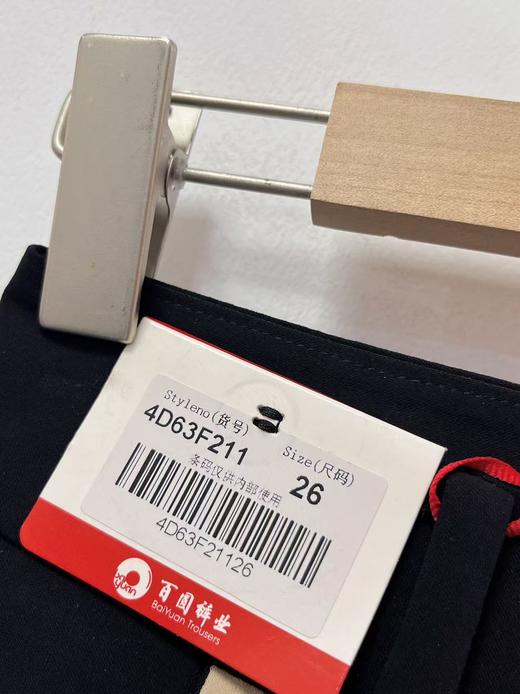 Styleno(货号) Size(尺码)
4D63F211 26
条码仅供内部使用
4D63F21126
百圆裤业
BaiYuan Trousers